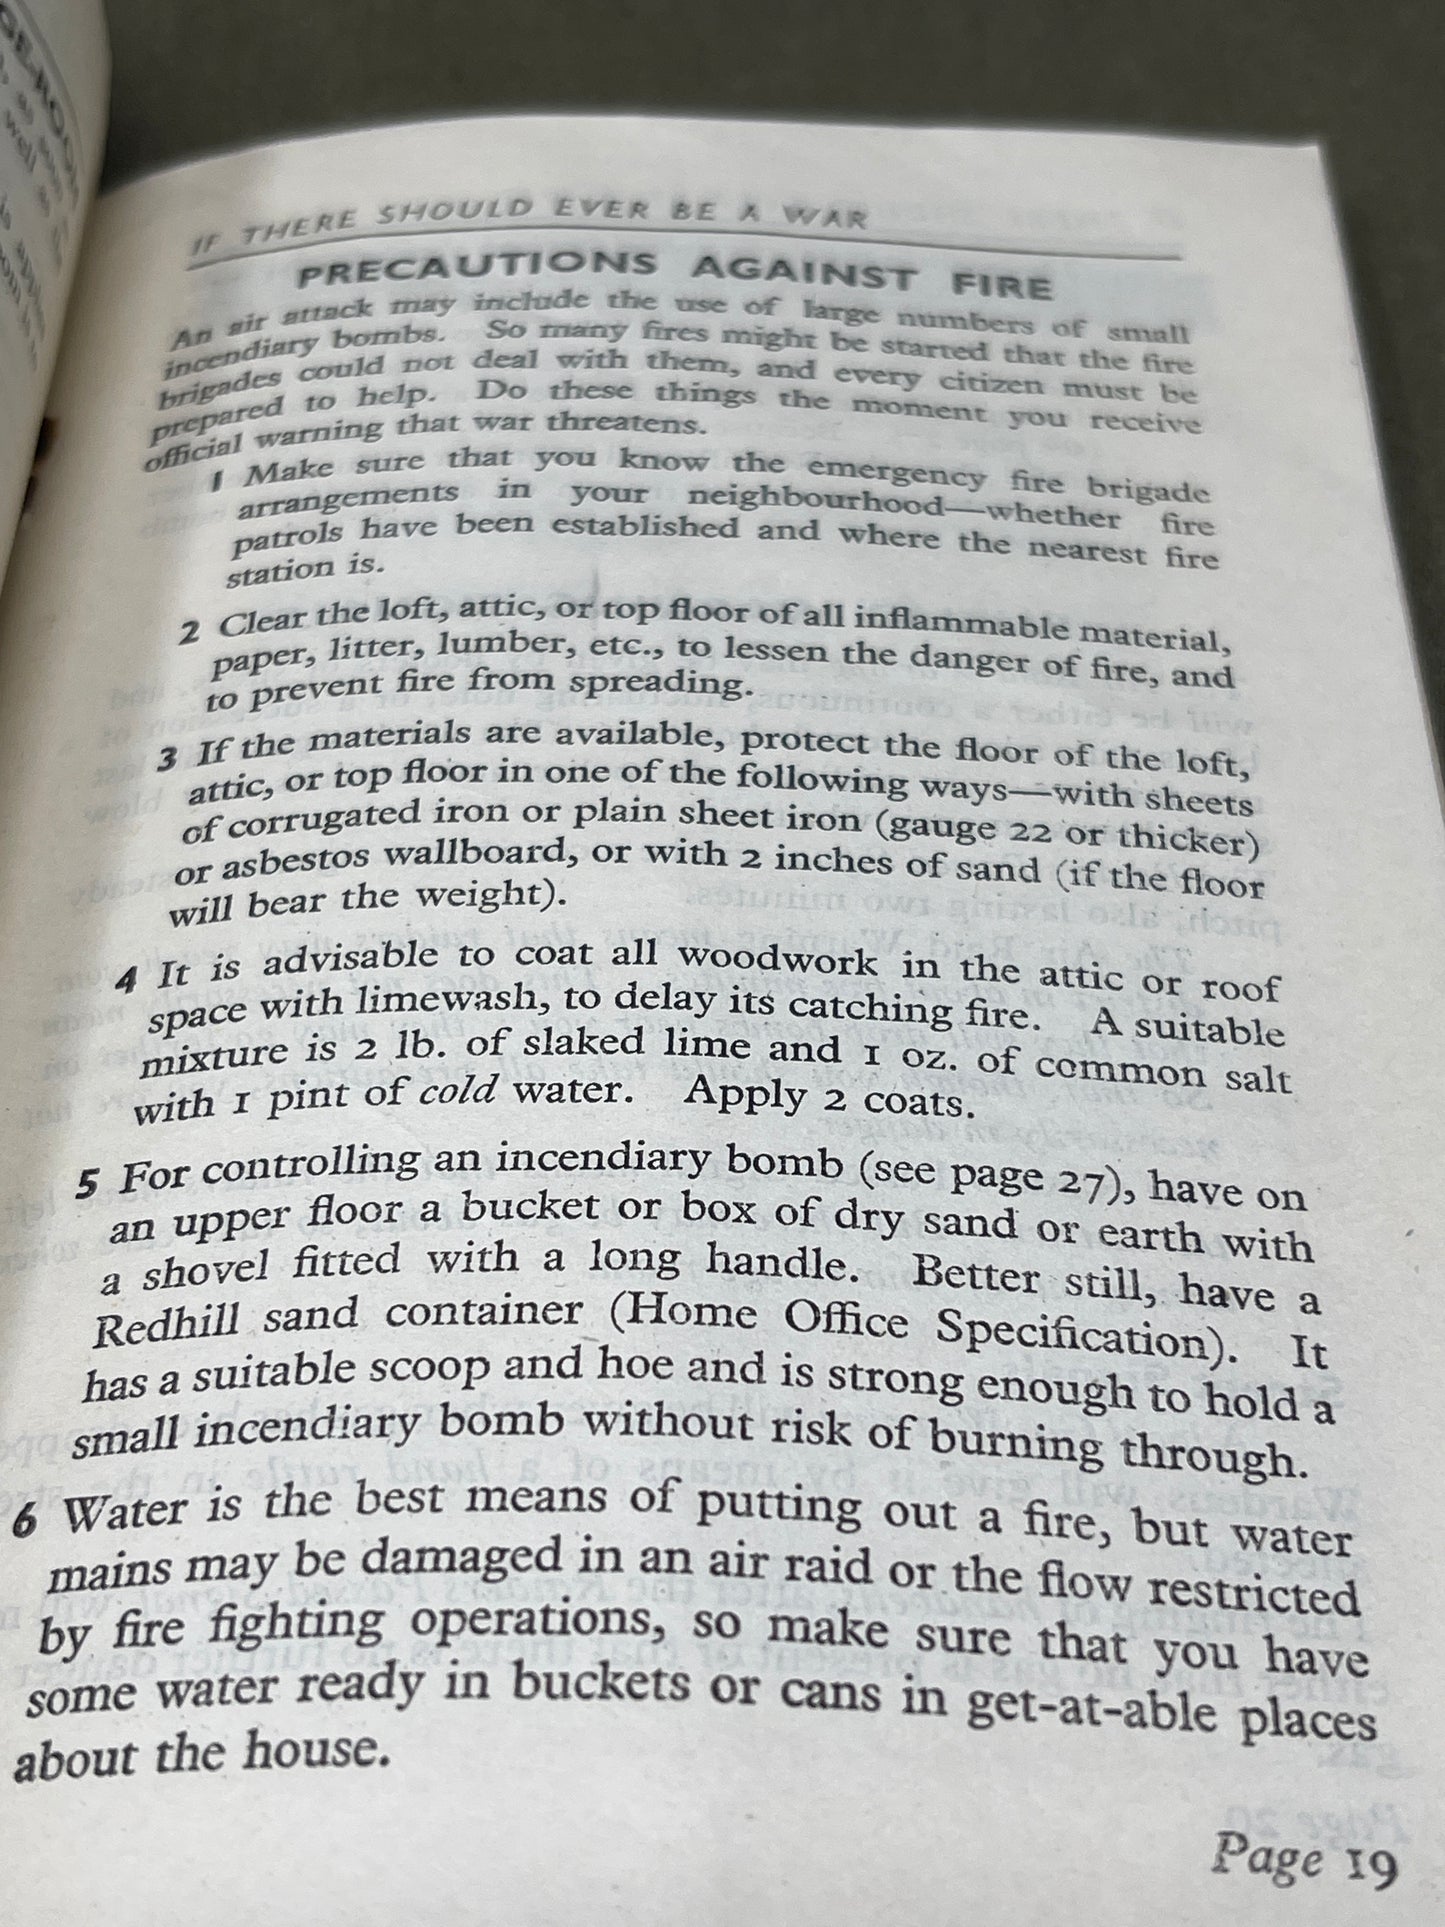 IF THERE SHOULD EVER BE A WAR
PRECAUTIONS AGAINST FIRE
An air attack may include the use of large numbers of small
incendiary bombs. So many fires might be started that the fire
brigades could not deal with them, and every citizen must be
prepared to help. Do these things the moment you receive
official warning that war threatens.
1 Make sure that you know the emergency fire brigade
arrangements in your neighbourhood—whether fire
patrols have been established and where the nearest fire
station is.
2 Clear the loft, attic, or top floor of all inflammable material,
paper, litter, lumber, etc., to lessen the danger of fire, and
to prevent fire from spreading.
3 If the materials are available, protect the floor of the loft,
attic, or top floor in one of the following ways—with sheets
of corrugated iron or plain sheet iron (gauge 22 or thicker)
or asbestos wallboard, or with 2 inches of sand (if the floor
will bear the weight).
4 It is advisable to coat all woodwork in the attic or roof
space with limewash, to delay its catching fire. A suitable
mixture is 2 lb. of slaked lime and 1 oz. of common salt
with 1 pint of cold water. Apply 2 coats.
5 For controlling an incendiary bomb (see page 27), have on
an upper floor a bucket or box of dry sand or earth with
a shovel fitted with a long handle. Better still, have a
Redhill sand container (Home Office Specification). It
has a suitable scoop and hoe and is strong enough to hold a
small incendiary bomb without risk of burning through.
6 Water is the best means of putting out a fire, but water
mains may be damaged in an air raid or the flow restricted
by fire fighting operations, so make sure that you have
some water ready in buckets or cans in get-at-able places
about the house.
Page 19